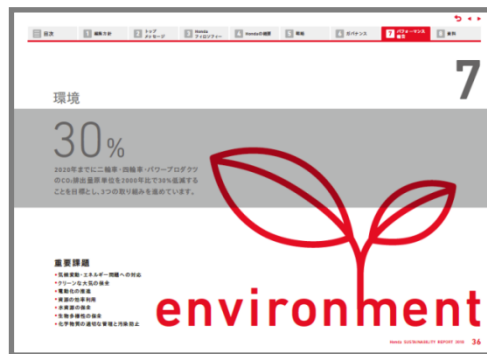 目次
1 編集方針
2 トップ メッセージ
3 Honda フィロソフィー
4 Hondaの概要
5 戦略
6 ガバナンス
7 パフォーマンス 報告
8 資料
7
環境
30%
2020年までに二輪車・四輪車・パワープロダクツ
のCO₂排出量原単位を2000年比で30%低減する
ことを目標とし、3つの取り組みを進めています。
重要課題
•気候変動・エネルギー問題への対応
•クリーンな大気の保全
•電動化の推進
•資源の効率利用
•水資源の保全
•生物多様性の保全
•化学物質の適切な管理と汚染防止
environment
Honda SUSTAINABILITY REPORT 2018 36